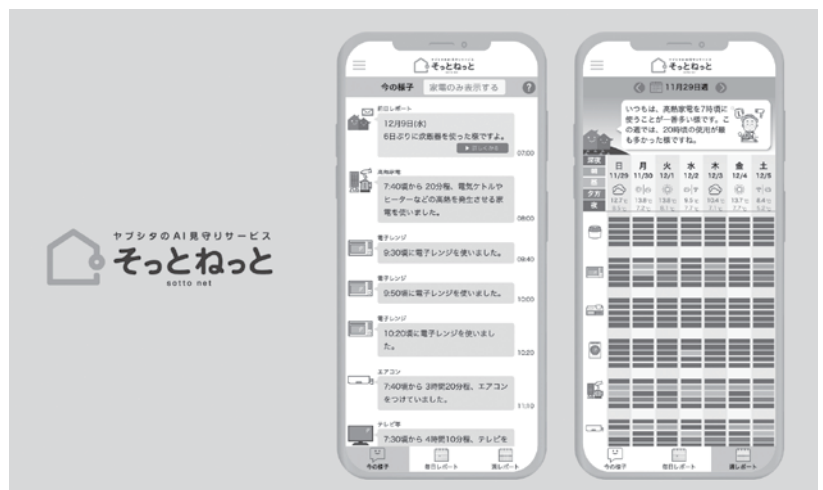 ヤブシタのAI見守りサービス
そっとねっと
sotto net
そっとねっと
今の様子
家電のみ表示する
?
前日レポート
12月9日(水)
6日ぶりに炊飯器を使った様ですよ。
▶詳しくみる
07:00
高熱家電
7:40頃から 20分程、電気ケトルや
ヒーターなどの高熱を発生させる家
電を使いました。
08:00
電子レンジ
9:30頃に電子レンジを使いました。
09:40
電子レンジ
9:50頃に電子レンジを使いました。
10:00
電子レンジ
10:20頃に電子レンジを使いまし
た。
10:20
エアコン
7:40頃から 3時間20分程、エアコン
をつけていました。
11:10
テレビ等
7:30頃から 4時間10分程、テレビを
今の様子
毎日レポート
週レポート
そっとねっと
11月29日週
いつもは、高熱家電を7時頃に
使うことが一番多い様です。こ
の週では、20時頃の使用が最
も多かった様ですね。
深夜
朝
昼
夕方
夜
日 月 火 水 木 金 土
11/29 11/30 12/1 12/2 12/3 12/4 12/5
今の様子
毎日レポート
週レポート